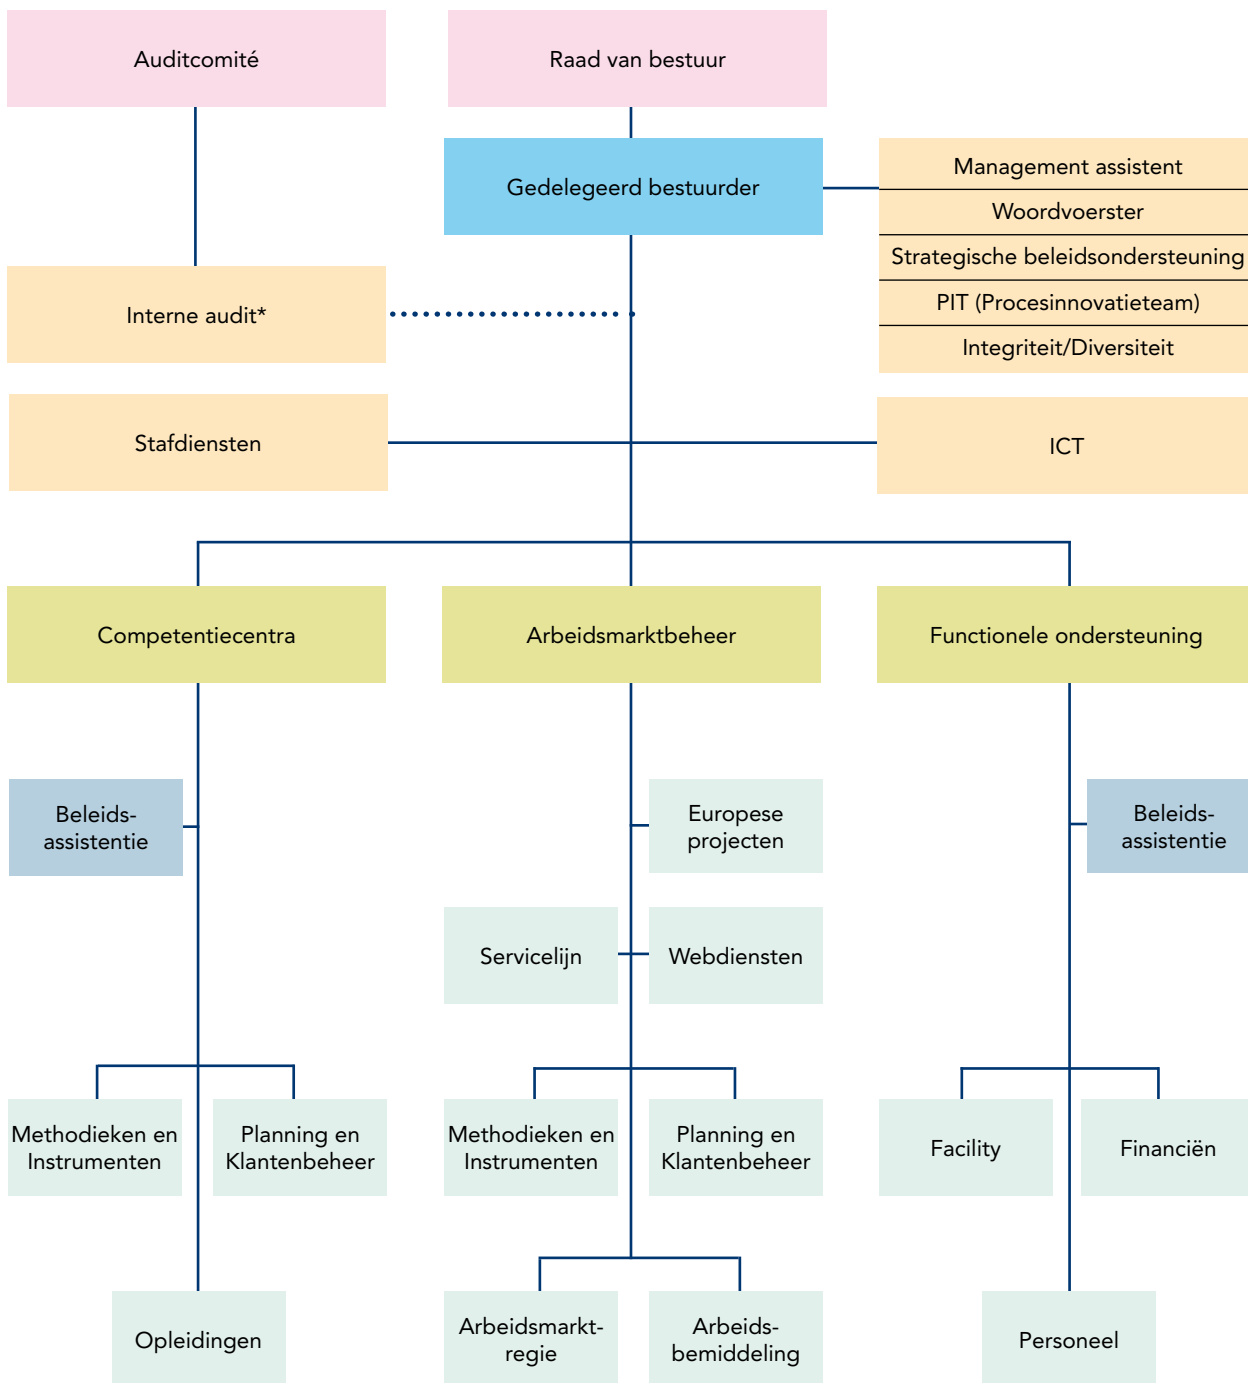 Auditcomité
Raad van bestuur
Gedelegeerd bestuurder
Management assistent
Woordvoerster
Strategische beleidsondersteuning
PIT (Procesinnovatieteam)
Integriteit/Diversiteit
Interne audit*
Stafdiensten
ICT
Competentiecentra
Arbeidsmarktbeheer
Functionele ondersteuning
Beleids-
assistentie
Europese
projecten
Beleids-
assistentie
Servicelijn
Webdiensten
Methodieken en
Instrumenten
Planning en
Klantenbeheer
Methodieken en
Instrumenten
Planning en
Klantenbeheer
Facility
Financiën
Opleidingen
Arbeidsmarkt-
regie
Arbeids-
bemiddeling
Personeel